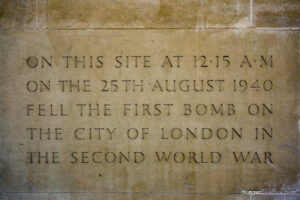 ON THIS SITE AT 12·15 A·M
ON THE 25TH AUGUST 1940
FELL THE FIRST BOMB ON
THE CITY OF LONDON IN
THE SECOND WORLD WAR